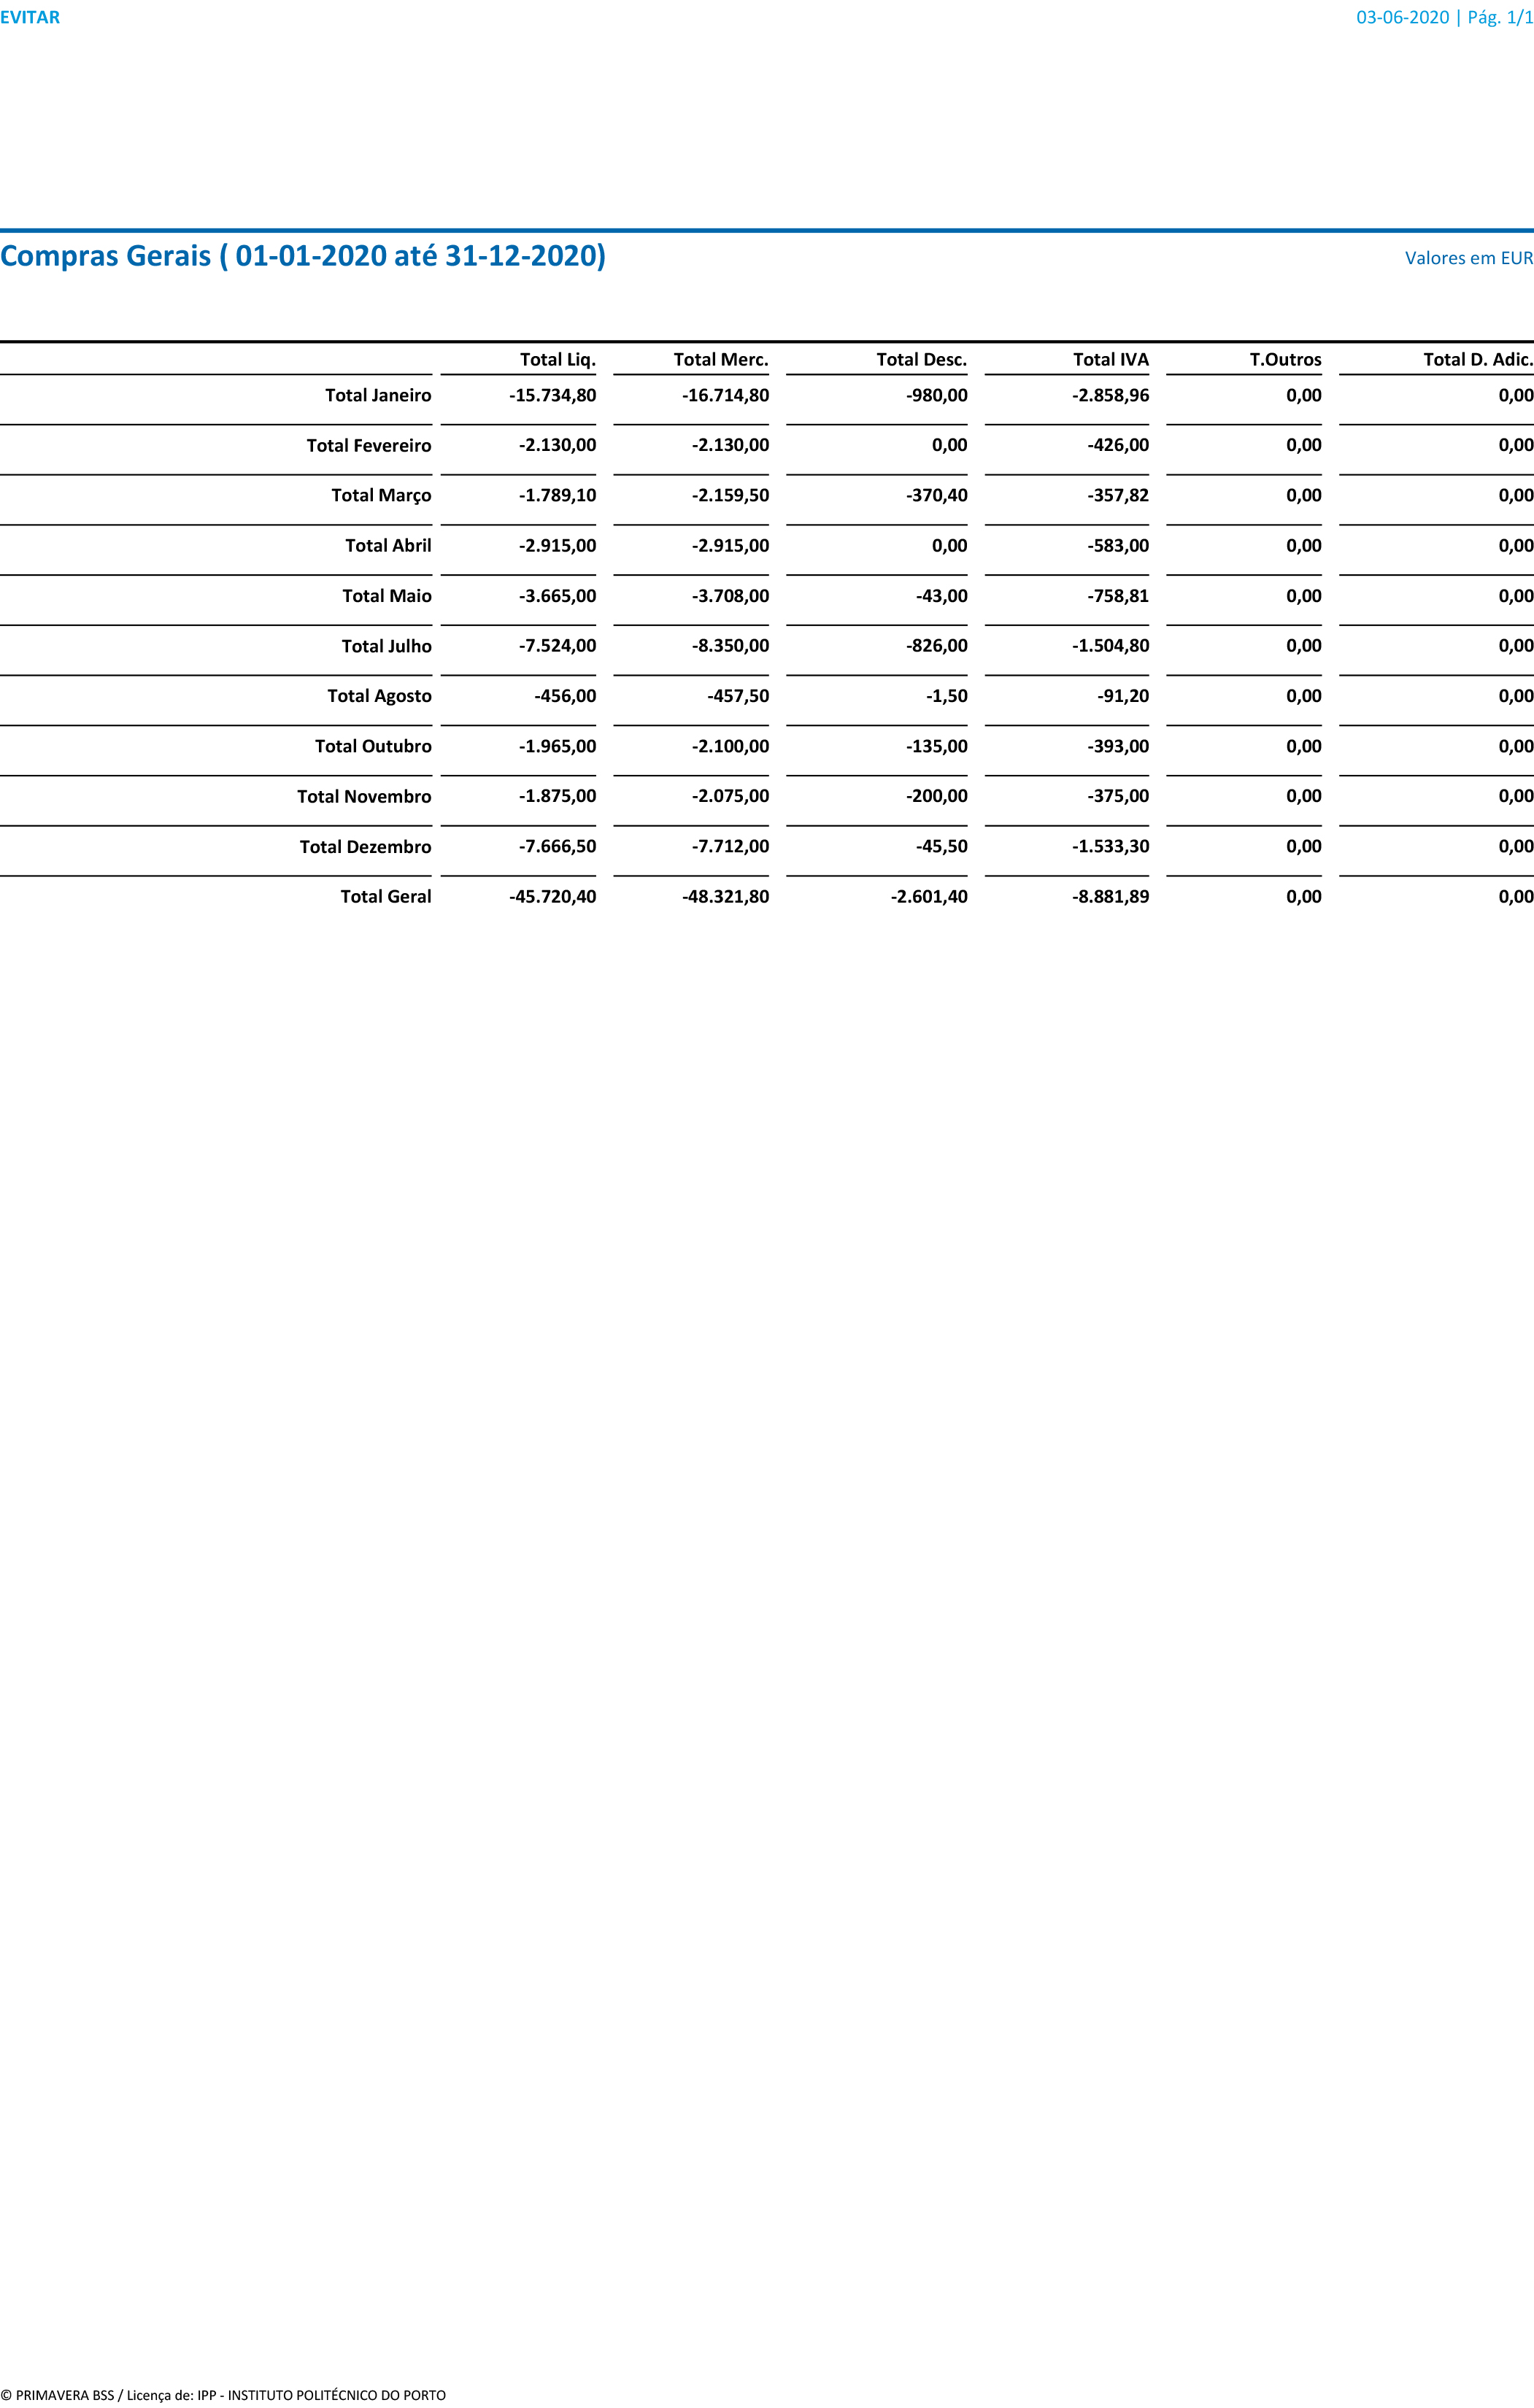 EVITAR 03-06-2020 | Pág. 1/1
Compras Gerais ( 01-01-2020 até 31-12-2020) Valores em EUR
Total Liq. Total Merc. Total Desc. Total IVA T.Outros Total D. Adic.
Total Janeiro -15.734,80 -16.714,80 -980,00 -2.858,96 0,00 0,00
Total Fevereiro -2.130,00 -2.130,00 0,00 -426,00 0,00 0,00
Total Março -1.789,10 -2.159,50 -370,40 -357,82 0,00 0,00
Total Abril -2.915,00 -2.915,00 0,00 -583,00 0,00 0,00
Total Maio -3.665,00 -3.708,00 -43,00 -758,81 0,00 0,00
Total Julho -7.524,00 -8.350,00 -826,00 -1.504,80 0,00 0,00
Total Agosto -456,00 -457,50 -1,50 -91,20 0,00 0,00
Total Outubro -1.965,00 -2.100,00 -135,00 -393,00 0,00 0,00
Total Novembro -1.875,00 -2.075,00 -200,00 -375,00 0,00 0,00
Total Dezembro -7.666,50 -7.712,00 -45,50 -1.533,30 0,00 0,00
Total Geral -45.720,40 -48.321,80 -2.601,40 -8.881,89 0,00 0,00
© PRIMAVERA BSS / Licença de: IPP - INSTITUTO POLITÉCNICO DO PORTO